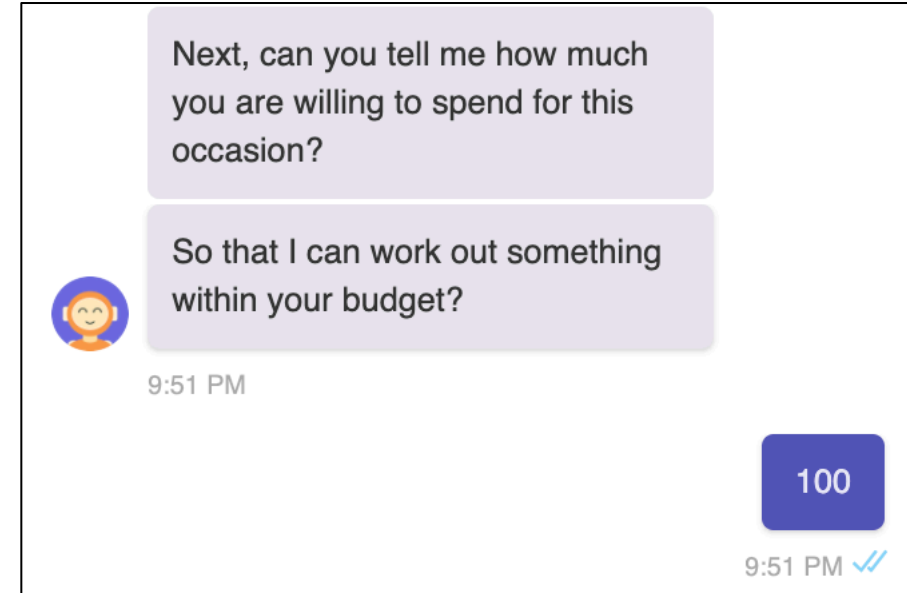 Next, can you tell me how much
you are willing to spend for this
occasion?
So that I can work out something
within your budget?
9:51 PM
100
9:51 PM